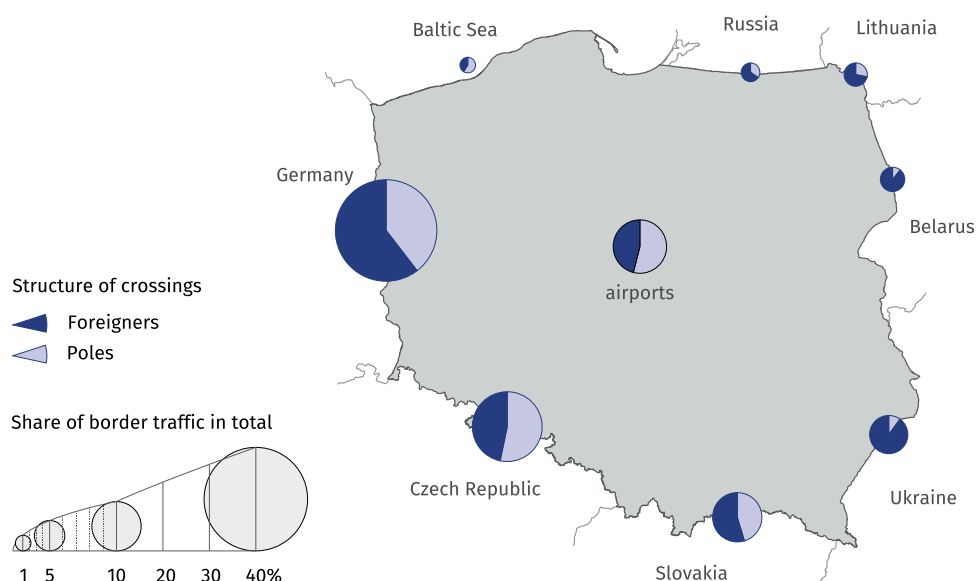 Baltic Sea
Russia
Lithuania
Germany
Belarus
airports
Structure of crossings
Foreigners
Poles
Share of border traffic in total
Czech Republic
Ukraine
Slovakia
1 5 10 20 30 40%